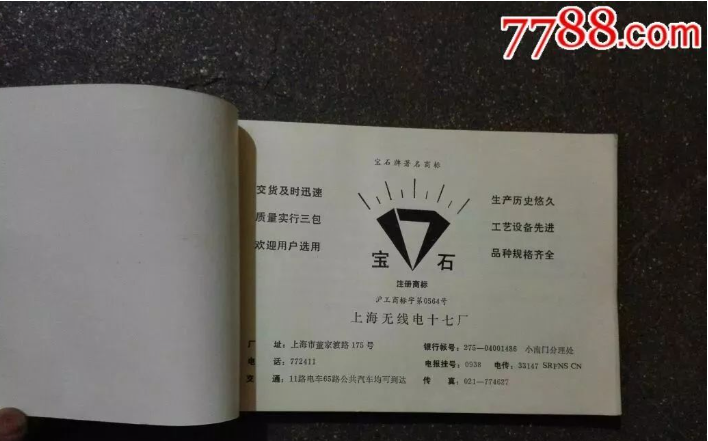 7788.com
宝石牌著名商标
交货及时迅速
质量实行三包
欢迎用户选用
生产历史悠久
工艺设备先进
品种规格齐全
宝石
注册商标
沪工商标字第0564号
上海无线电十七厂
厂 址：上海市董家渡路175号
银行帐号：275—04001486 小南门分理处
电 话：772411
电报挂号：0938 电传：33147 SRFNS CN
交 通：11路电车65路公共汽车均可到达
传 真：021—774637